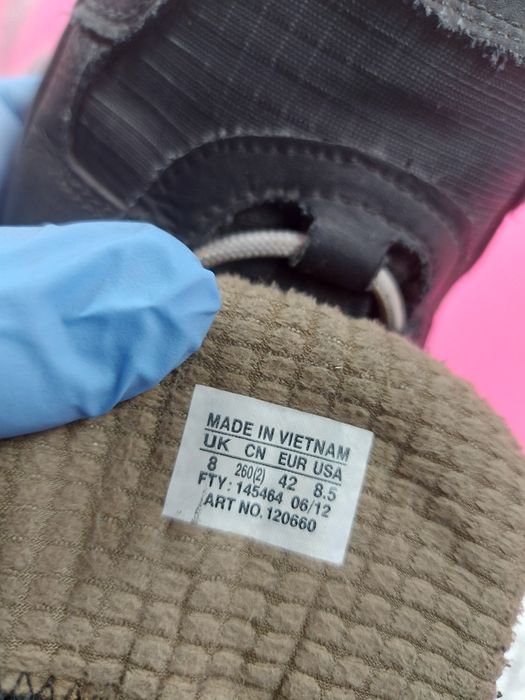 MADE IN VIETNAM
UK CN EUR USA
8 260(2) 42 8.5
FTY: 145464 06/12
ART NO. 120660